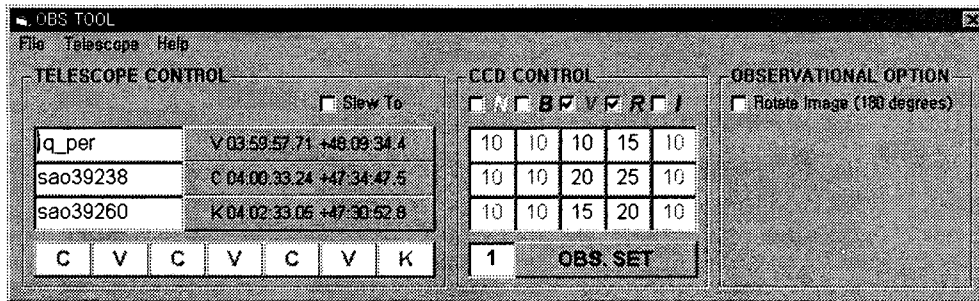 OBS TOOL
File Telescope Help
TELESCOPE CONTROL
Slew To
iq_per V 03:59:57.71 +48:09:34.4
sao39238 C 04:00:33.24 +47:34:47.5
sao39260 K 04:02:33.05 +47:30:52.8
C V C V C V K
CCD CONTROL
N B V R I
10 10 10 15 10
10 10 20 25 10
10 10 15 20 10
1 OBS. SET
OBSERVATIONAL OPTION
Rotate Image (180 degrees)